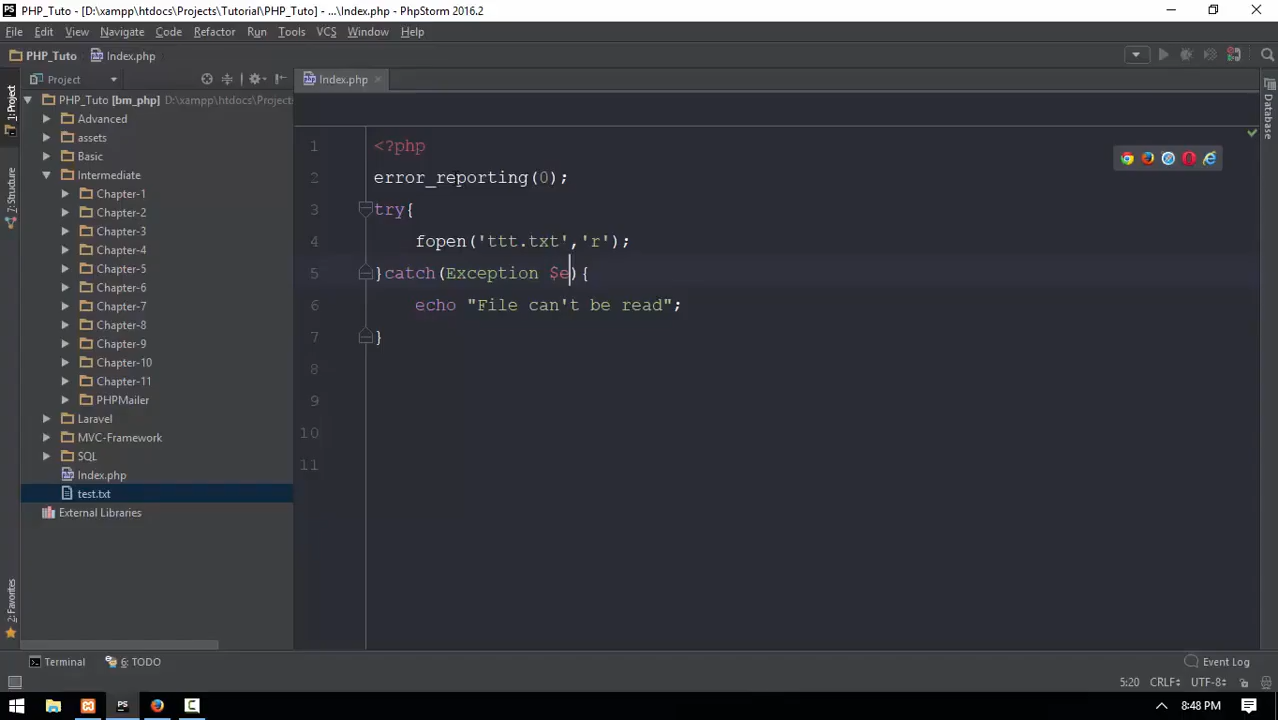 PHP_Tuto - [D:\xampp\htdocs\Projects\Tutorial\PHP_Tuto] - ...\Index.php - PhpStorm 2016.2
File Edit View Navigate Code Refactor Run Tools VCS Window Help
PHP_Tuto Index.php
Project
Index.php
1: Project
7: Structure
2: Favorites
Database
PHP_Tuto [bm_php] D:\xampp\htdocs\Project
Advanced
assets
Basic
Intermediate
Chapter-1
Chapter-2
Chapter-3
Chapter-4
Chapter-5
Chapter-6
Chapter-7
Chapter-8
Chapter-9
Chapter-10
Chapter-11
PHPMailer
Laravel
MVC-Framework
SQL
Index.php
test.txt
External Libraries
1 <?php
2 error_reporting(0);
3 try{
4 fopen('ttt.txt','r');
5 }catch(Exception $e){
6 echo "File can't be read";
7 }
8
9
10
11
Terminal 6: TODO Event Log
5:20 CRLF UTF-8
PS 8:48 PM